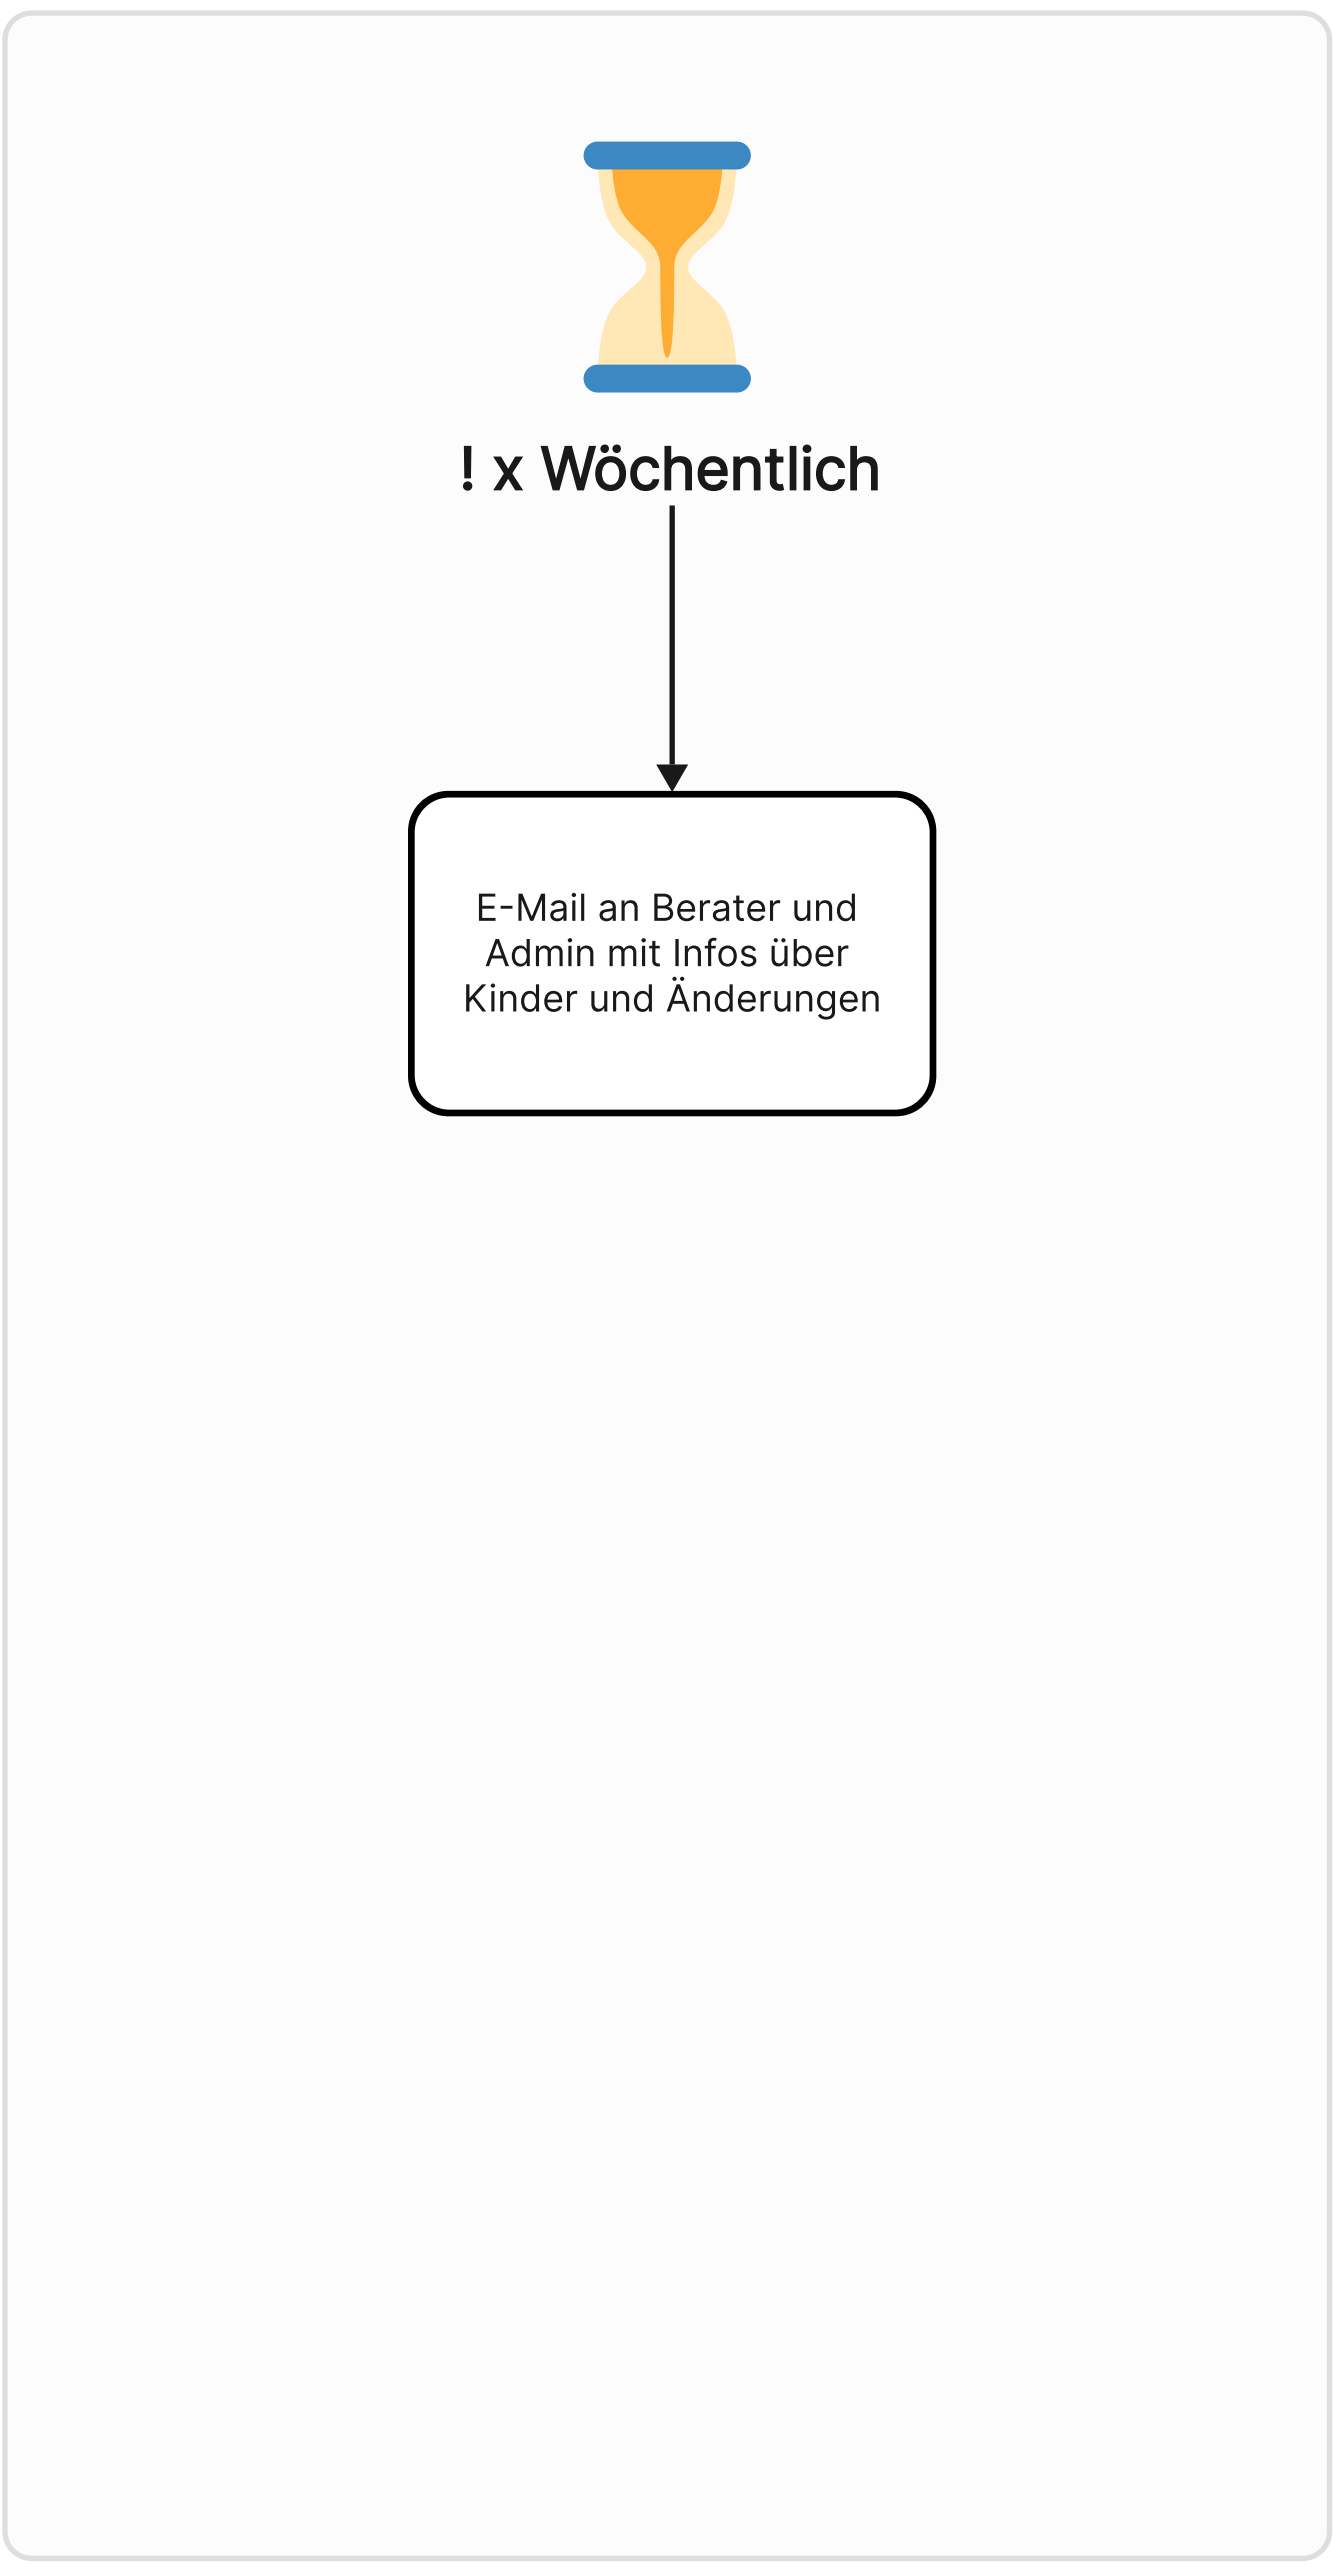 ! x Wöchentlich
E-Mail an Berater und
Admin mit Infos über
Kinder und Änderungen